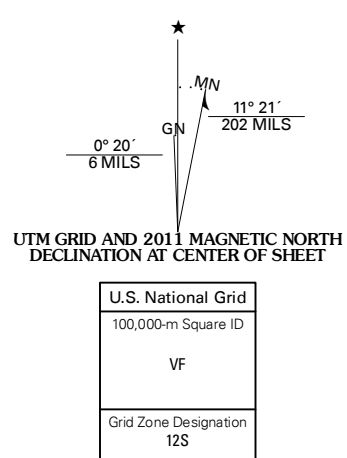 ★
MN
GN
11° 21´
202 MILS
0° 20´
6 MILS
UTM GRID AND 2011 MAGNETIC NORTH
DECLINATION AT CENTER OF SHEET
U.S. National Grid
100,000-m Square ID
VF
Grid Zone Designation
12S